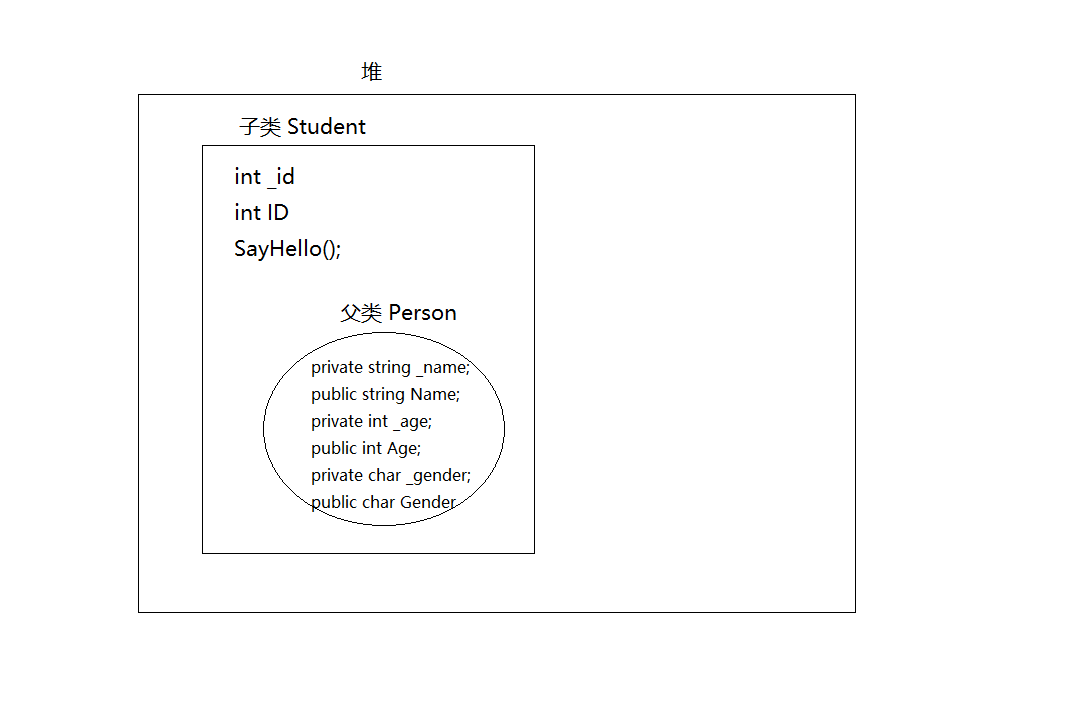 堆
子类 Student
int _id
int ID
SayHello();
父类 Person
private string _name;
public string Name;
private int _age;
public int Age;
private char _gender;
public char Gender